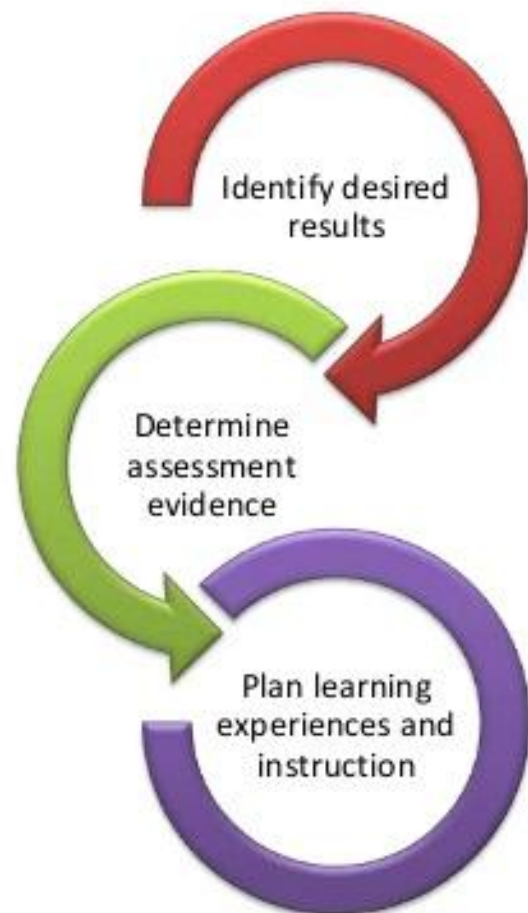 Identify desired
results
Determine
assessment
evidence
Plan learning
experiences and
instruction